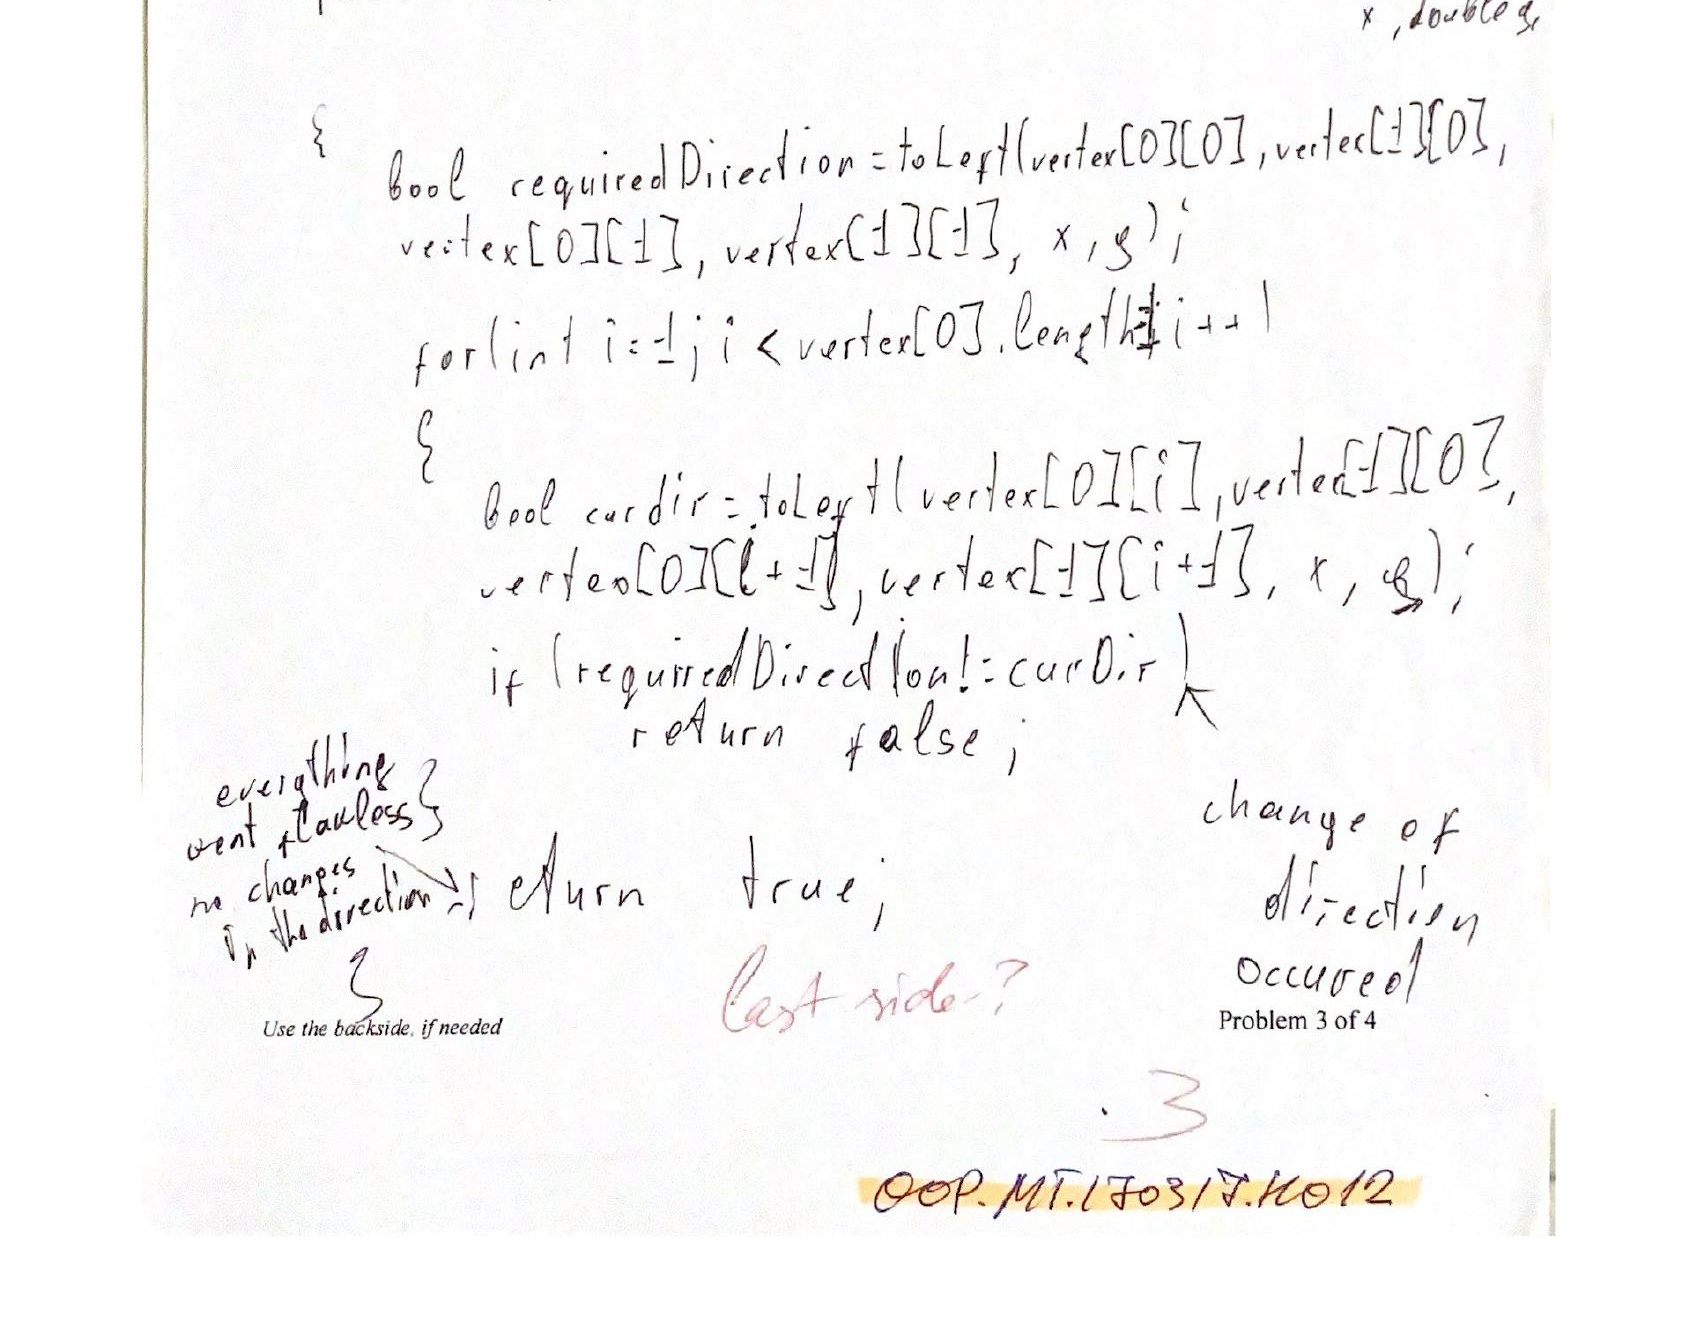 x , double y,
{
bool requiredDirection = toLeft(vertex[0][0], vertex[1][0],
vertex[0][1], vertex[1][1], x, y);
for(int i=1; i < vertex[0].length-1; i++)
{
bool curdir = toLeft(vertex[0][i], vertex[1][0],
vertex[0][i+1], vertex[1][i+1], x, y);
if (requiredDirection != curDir)
return false;
}
everything
went flawless
no changes
in the direction
return true;
}
change of
direction
occured
last side?
Use the backside, if needed
Problem 3 of 4
3
OOP.MT.170317.H012